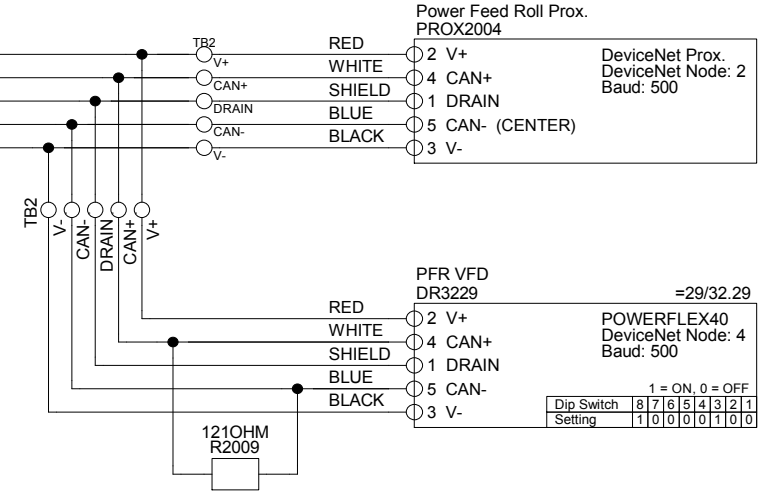 Power Feed Roll Prox.
PROX2004
TB2
V+
CAN+
DRAIN
CAN-
V-
RED
WHITE
SHIELD
BLUE
BLACK
2 V+
4 CAN+
1 DRAIN
5 CAN- (CENTER)
3 V-
DeviceNet Prox.
DeviceNet Node: 2
Baud: 500
TB2
V-
CAN-
DRAIN
CAN+
V+
PFR VFD
DR3229
=29/32.29
RED
WHITE
SHIELD
BLUE
BLACK
2 V+
4 CAN+
1 DRAIN
5 CAN-
3 V-
POWERFLEX40
DeviceNet Node: 4
Baud: 500
1 = ON, 0 = OFF
Dip Switch 8 7 6 5 4 3 2 1
Setting 1 0 0 0 0 1 0 0
121OHM
R2009